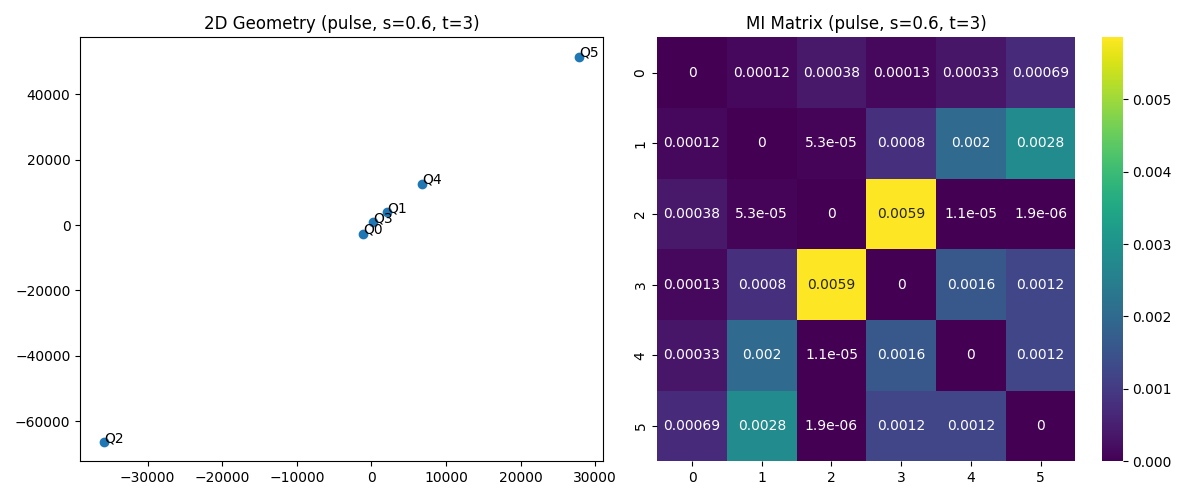 2D Geometry (pulse, s=0.6, t=3)
40000
20000
0
−20000
−40000
−60000
−30000 −20000 −10000 0 10000 20000 30000
Q5
Q4
Q1
Q3
Q0
Q2
MI Matrix (pulse, s=0.6, t=3)
0 0 0.00012 0.00038 0.00013 0.00033 0.00069
1 0.00012 0 5.3e-05 0.0008 0.002 0.0028
2 0.00038 5.3e-05 0 0.0059 1.1e-05 1.9e-06
3 0.00013 0.0008 0.0059 0 0.0016 0.0012
4 0.00033 0.002 1.1e-05 0.0016 0 0.0012
5 0.00069 0.0028 1.9e-06 0.0012 0.0012 0
0 1 2 3 4 5
0.005
0.004
0.003
0.002
0.001
0.000